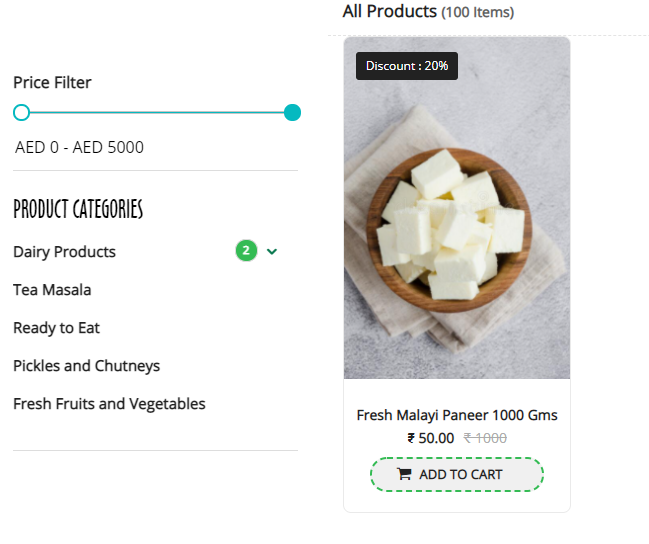 All Products (100 Items)
Price Filter
AED 0 - AED 5000
PRODUCT CATEGORIES
Dairy Products 2
Tea Masala
Ready to Eat
Pickles and Chutneys
Fresh Fruits and Vegetables
Discount : 20%
Fresh Malayi Paneer 1000 Gms
₹ 50.00 ₹ 1000
ADD TO CART